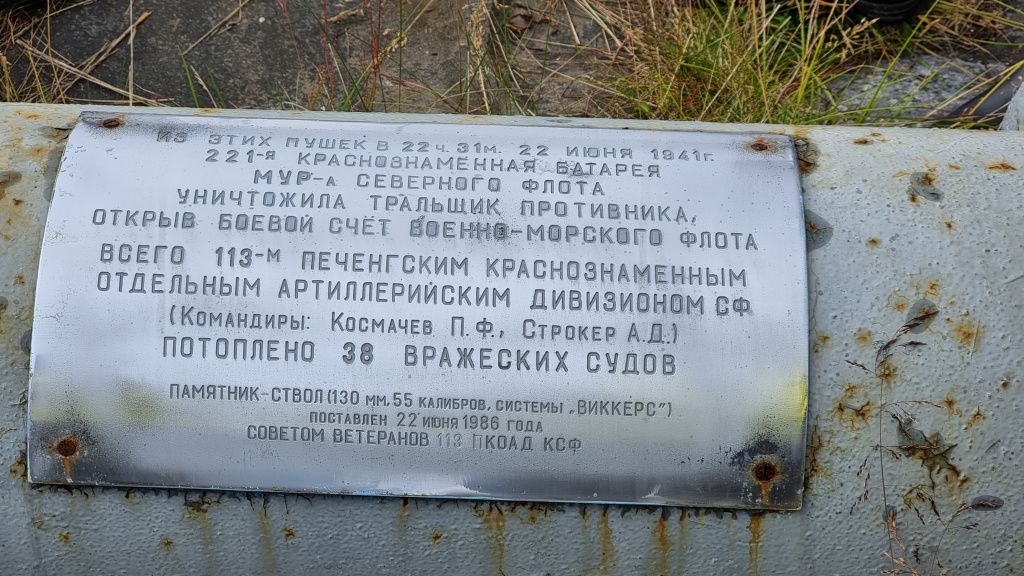 ИЗ ЭТИХ ПУШЕК В 22 Ч. 31М. 22 ИЮНЯ 1941Г.
221-Я КРАСНОЗНАМЕННАЯ БАТАРЕЯ
МУР-А СЕВЕРНОГО ФЛОТА
УНИЧТОЖИЛА ТРАЛЬЩИК ПРОТИВНИКА,
ОТКРЫВ БОЕВОЙ СЧЁТ ВОЕННО-МОРСКОГО ФЛОТА
ВСЕГО 113-М ПЕЧЕНГСКИМ КРАСНОЗНАМЕННЫМ
ОТДЕЛЬНЫМ АРТИЛЛЕРИЙСКИМ ДИВИЗИОНОМ СФ
(КОМАНДИРЫ: КОСМАЧЕВ П.Ф., СТРОКЕР А.Д.)
ПОТОПЛЕНО 38 ВРАЖЕСКИХ СУДОВ
ПАМЯТНИК-СТВОЛ (130 ММ, 55 КАЛИБРОВ, СИСТЕМЫ „ВИККЕРС")
ПОСТАВЛЕН 22 ИЮНЯ 1986 ГОДА
СОВЕТОМ ВЕТЕРАНОВ 113 ПКОАД КСФ